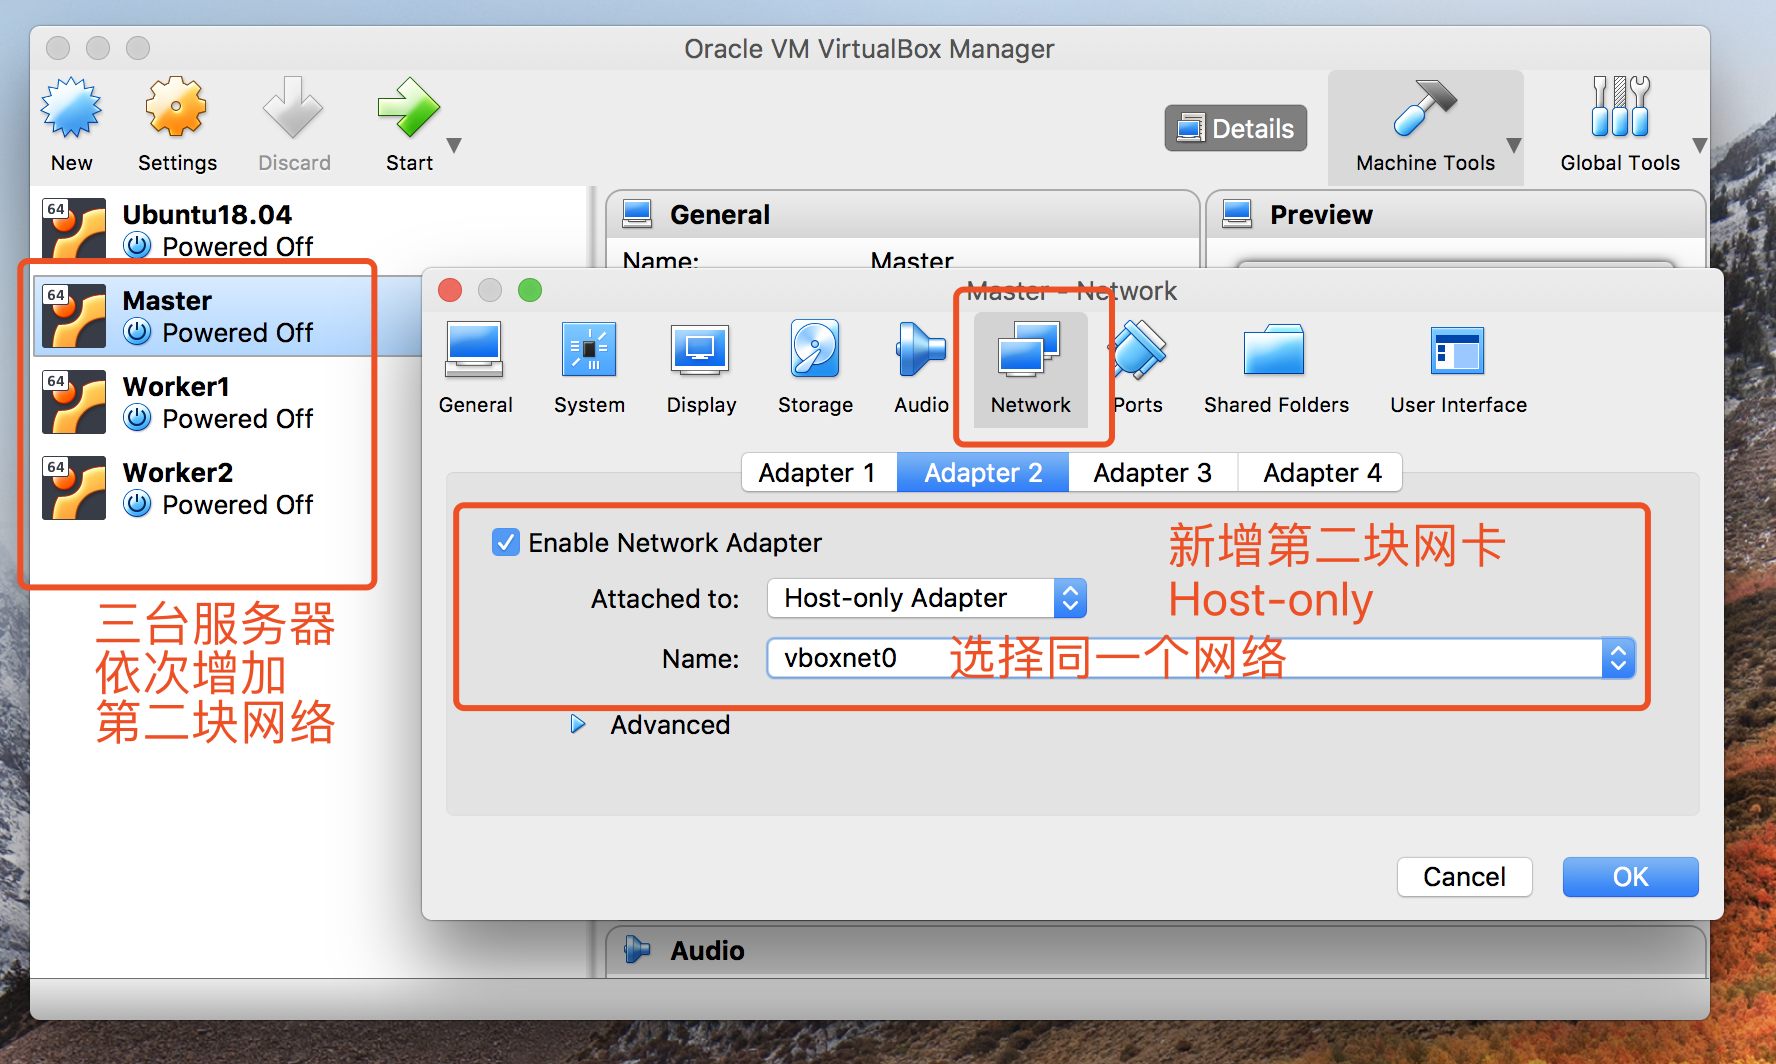 Oracle VM VirtualBox Manager
New
Settings
Discard
Start
Details
Machine Tools
Global Tools
64
Ubuntu18.04
Powered Off
64
Master
Powered Off
64
Worker1
Powered Off
64
Worker2
Powered Off
三台服务器
依次增加
第二块网络
General
Name: Master
Preview
Master - Network
General
System
Display
Storage
Audio
Network
Ports
Shared Folders
User Interface
Adapter 1
Adapter 2
Adapter 3
Adapter 4
Enable Network Adapter
新增第二块网卡
Host-only
Attached to: Host-only Adapter
Name: vboxnet0
选择同一个网络
Advanced
Cancel
OK
Audio